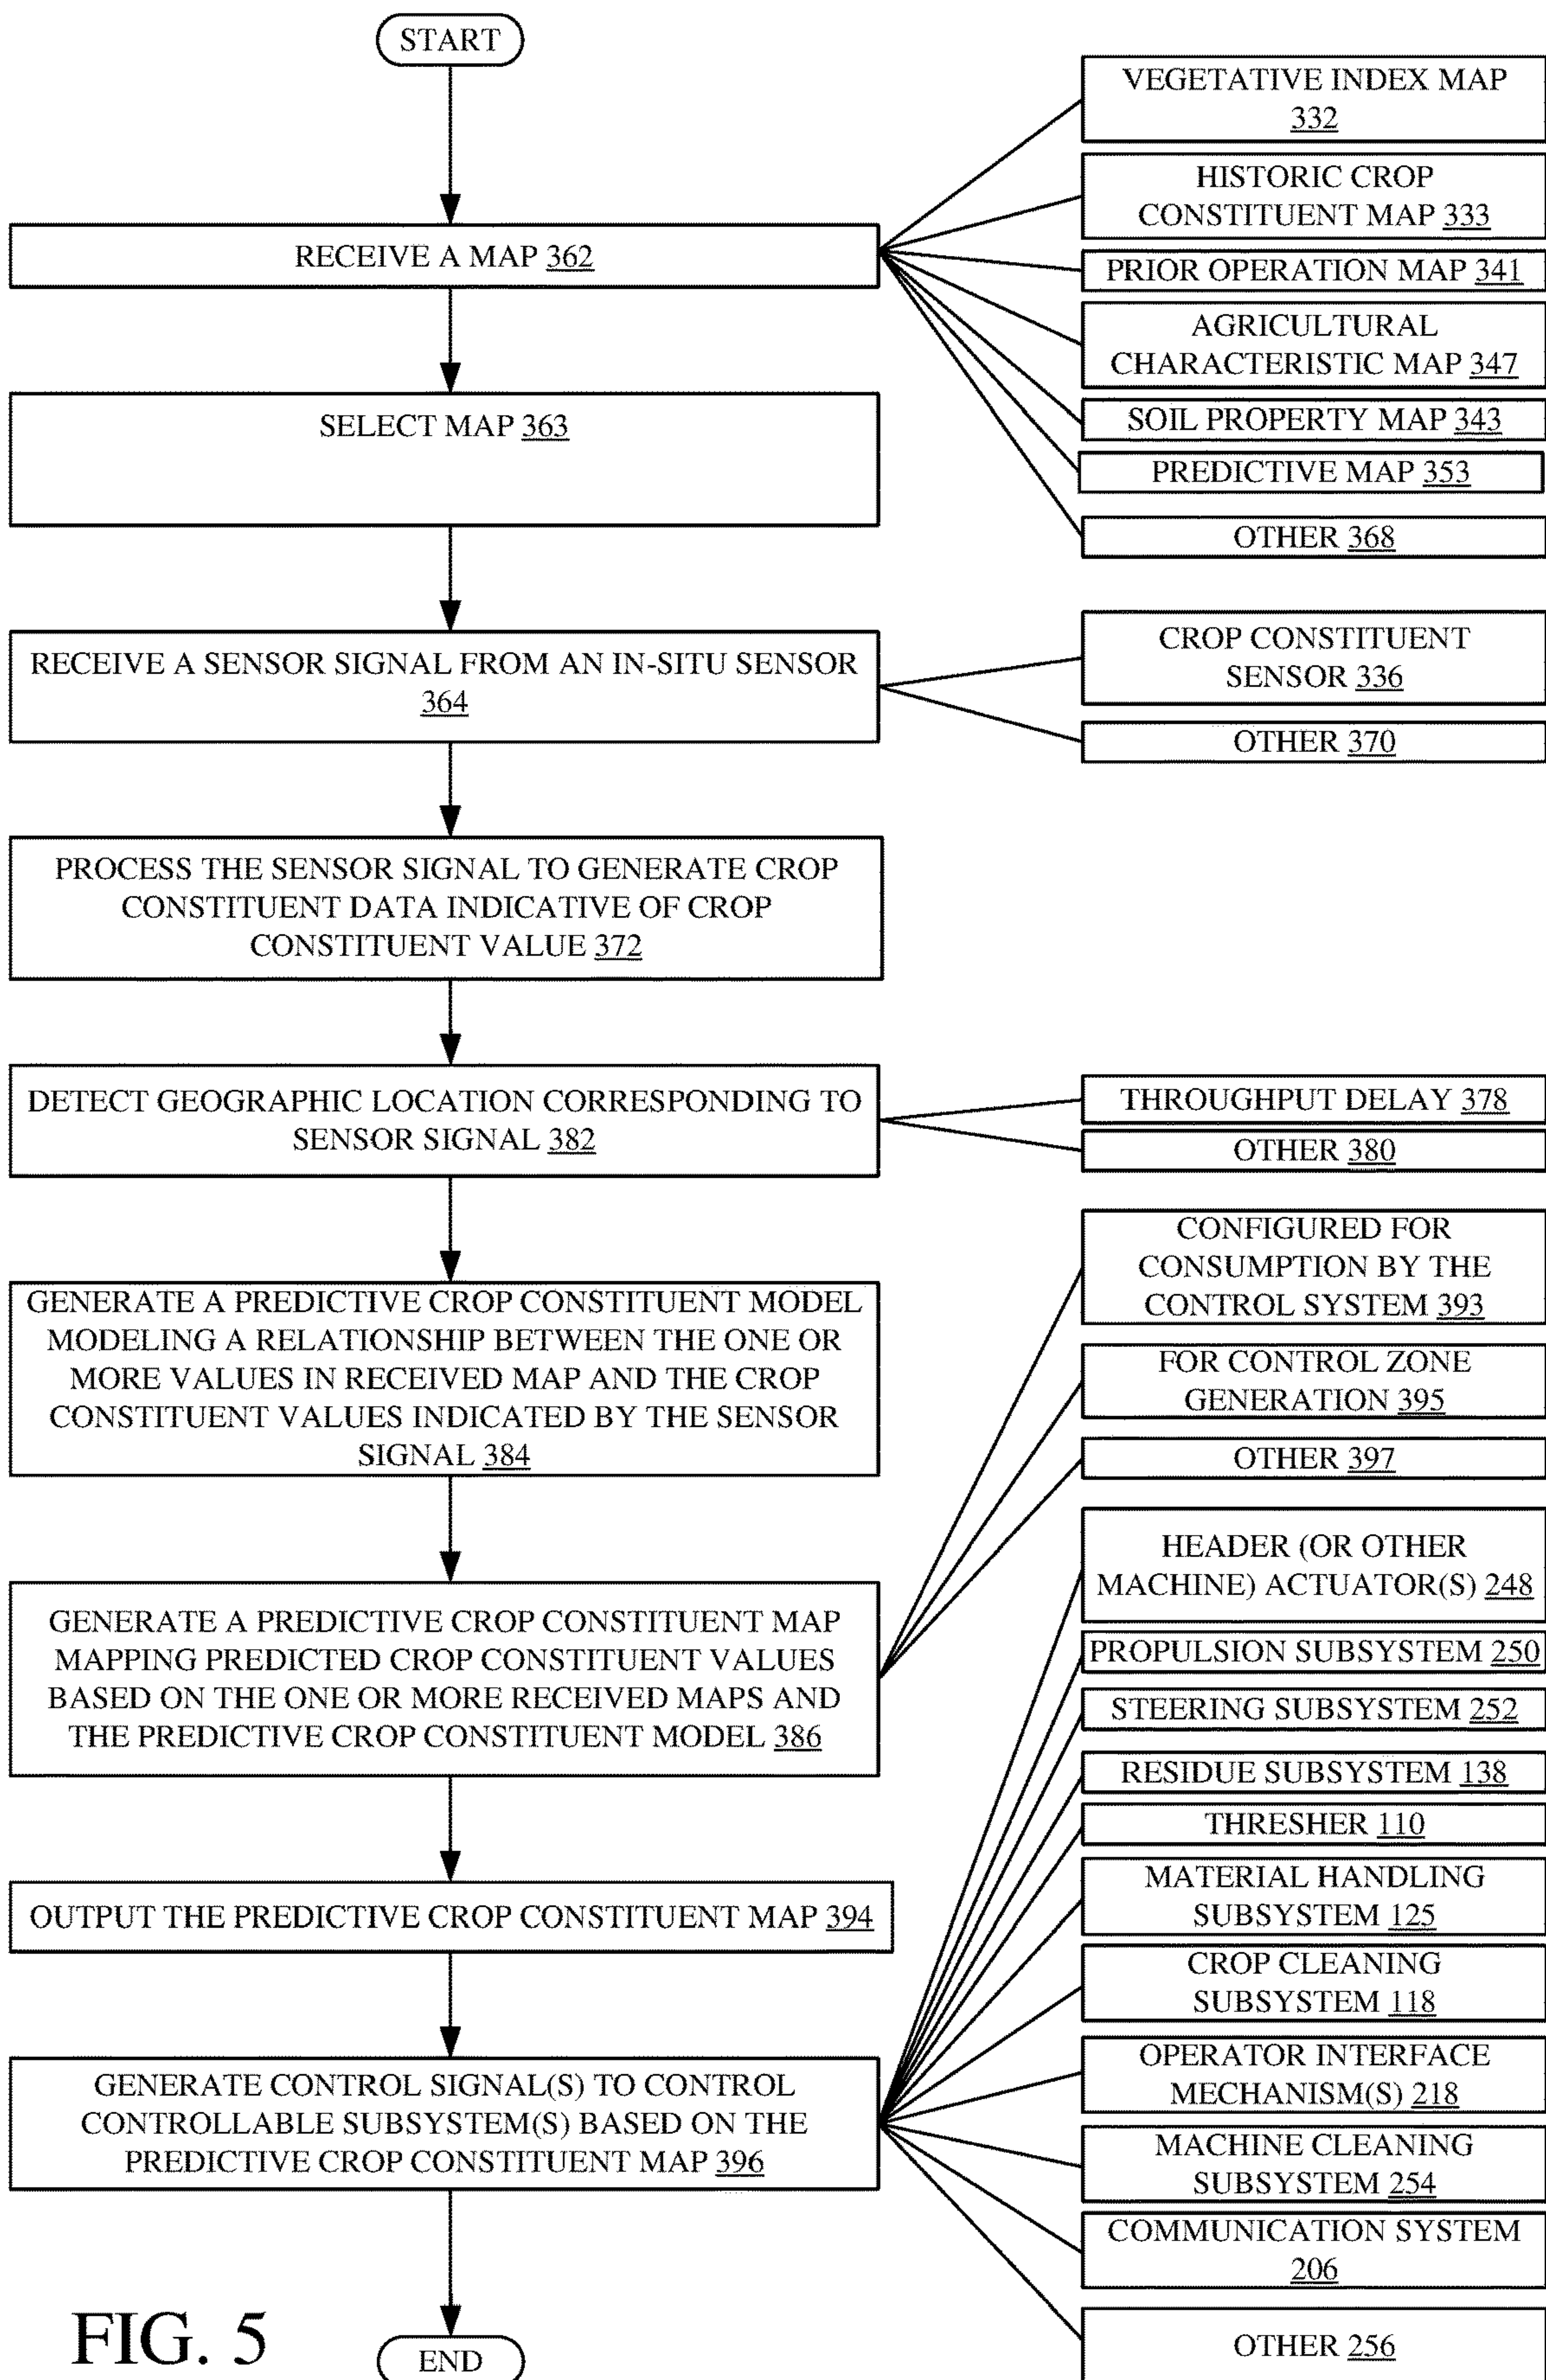 START
RECEIVE A MAP 362
VEGETATIVE INDEX MAP
332
HISTORIC CROP
CONSTITUENT MAP 333
PRIOR OPERATION MAP 341
AGRICULTURAL
CHARACTERISTIC MAP 347
SOIL PROPERTY MAP 343
PREDICTIVE MAP 353
OTHER 368
SELECT MAP 363
RECEIVE A SENSOR SIGNAL FROM AN IN-SITU SENSOR
364
CROP CONSTITUENT
SENSOR 336
OTHER 370
PROCESS THE SENSOR SIGNAL TO GENERATE CROP
CONSTITUENT DATA INDICATIVE OF CROP
CONSTITUENT VALUE 372
DETECT GEOGRAPHIC LOCATION CORRESPONDING TO
SENSOR SIGNAL 382
THROUGHPUT DELAY 378
OTHER 380
GENERATE A PREDICTIVE CROP CONSTITUENT MODEL
MODELING A RELATIONSHIP BETWEEN THE ONE OR
MORE VALUES IN RECEIVED MAP AND THE CROP
CONSTITUENT VALUES INDICATED BY THE SENSOR
SIGNAL 384
GENERATE A PREDICTIVE CROP CONSTITUENT MAP
MAPPING PREDICTED CROP CONSTITUENT VALUES
BASED ON THE ONE OR MORE RECEIVED MAPS AND
THE PREDICTIVE CROP CONSTITUENT MODEL 386
CONFIGURED FOR
CONSUMPTION BY THE
CONTROL SYSTEM 393
FOR CONTROL ZONE
GENERATION 395
OTHER 397
OUTPUT THE PREDICTIVE CROP CONSTITUENT MAP 394
GENERATE CONTROL SIGNAL(S) TO CONTROL
CONTROLLABLE SUBSYSTEM(S) BASED ON THE
PREDICTIVE CROP CONSTITUENT MAP 396
HEADER (OR OTHER
MACHINE) ACTUATOR(S) 248
PROPULSION SUBSYSTEM 250
STEERING SUBSYSTEM 252
RESIDUE SUBSYSTEM 138
THRESHER 110
MATERIAL HANDLING
SUBSYSTEM 125
CROP CLEANING
SUBSYSTEM 118
OPERATOR INTERFACE
MECHANISM(S) 218
MACHINE CLEANING
SUBSYSTEM 254
COMMUNICATION SYSTEM
206
OTHER 256
END
FIG. 5